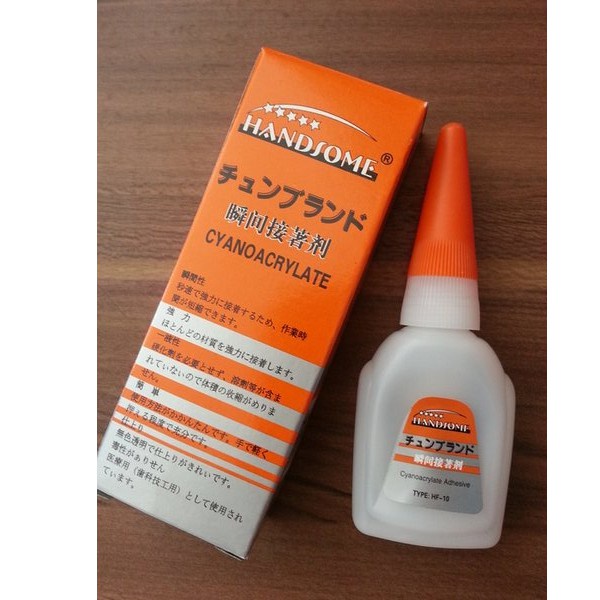 HANDSOME®
チュンブランド
瞬间接著剂
CYANOACRYLATE
瞬間性
秒速で強力に接着するため、作業時
間が短縮できます。
強 力
ほとんどの材質を強力に接着します。
一液性
硬化剤を必要とせず、溶剤等が含ま
れていないので体積の収縮がめりま
せん。
簡 単
使用方法がかかんたんです。手で軽く
押える程度で充分です。
仕上り
無色透明で仕上りがきれいです。
毒性がありせん
医療用（歯科技工用）として使用され
ています。
HANDSOME
チュンブランド
瞬间接著剂
Cyanoacrylate Adhesive
TYPE: HF-10